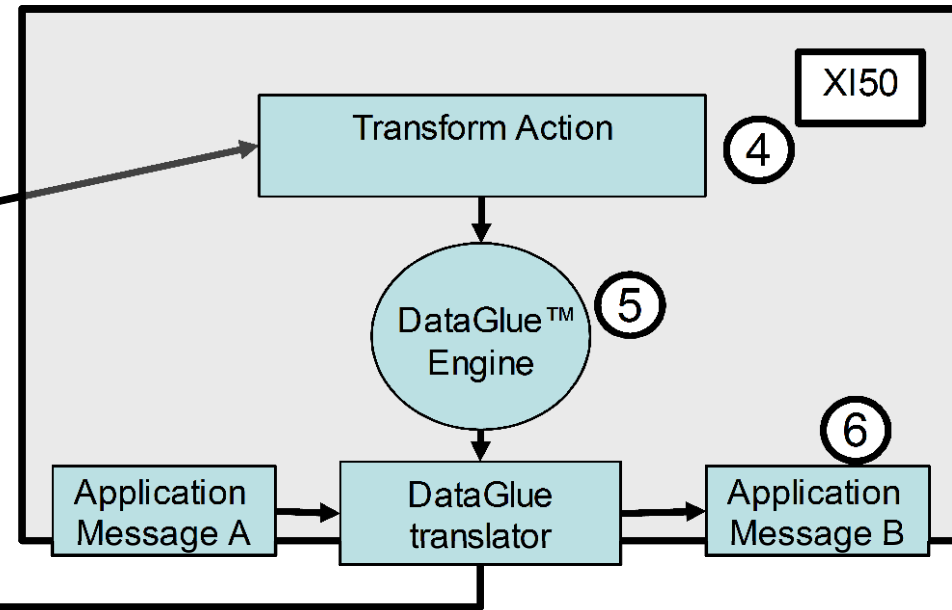 XI50
Transform Action
4
DataGlue™
Engine
5
6
Application
Message A
DataGlue
translator
Application
Message B